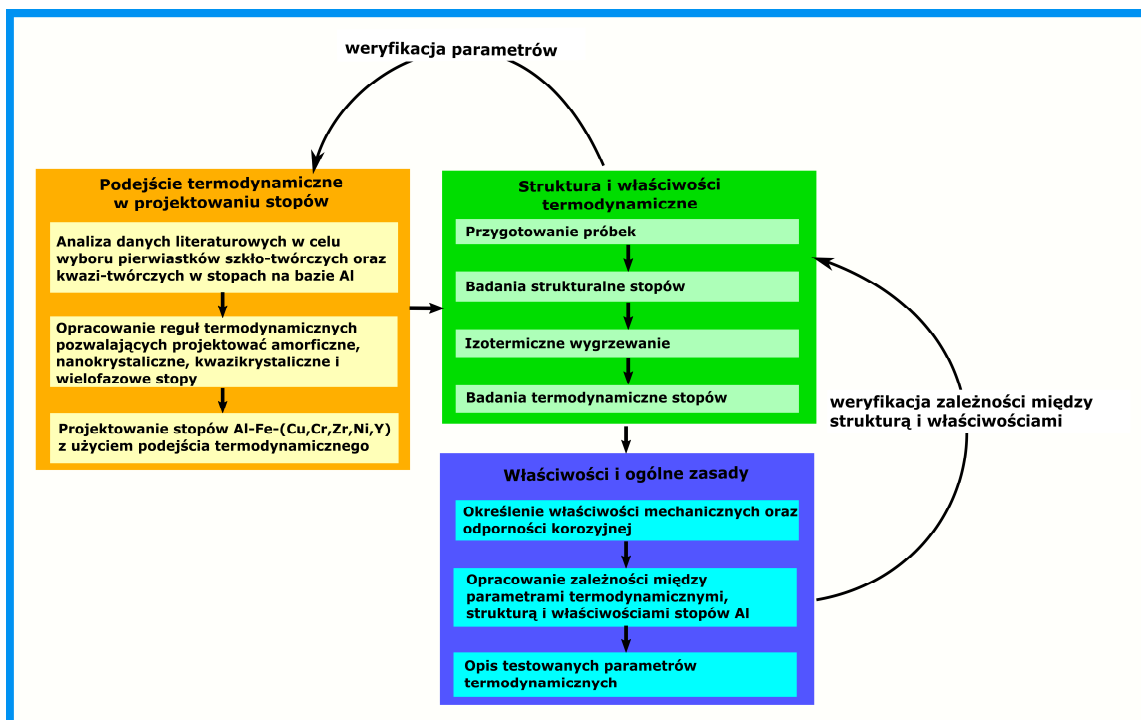 weryfikacja parametrów
Podejście termodynamiczne
w projektowaniu stopów
Analiza danych literaturowych w celu
wyboru pierwiastków szkło-twórczych oraz
kwazi-twórczych w stopach na bazie Al
Opracowanie reguł termodynamicznych
pozwalających projektować amorficzne,
nanokrystaliczne, kwazikrystaliczne i
wielofazowe stopy
Projektowanie stopów Al-Fe-(Cu,Cr,Zr,Ni,Y)
z użyciem podejścia termodynamicznego
Struktura i właściwości
termodynamiczne
Przygotowanie próbek
Badania strukturalne stopów
Izotermiczne wygrzewanie
Badania termodynamiczne stopów
weryfikacja zależności między
strukturą i właściwościami
Właściwości i ogólne zasady
Określenie właściwości mechanicznych oraz
odporności korozyjnej
Opracowanie zależności między
parametrami termodynamicznymi,
strukturą i właściwościami stopów Al
Opis testowanych parametrów
termodynamicznych